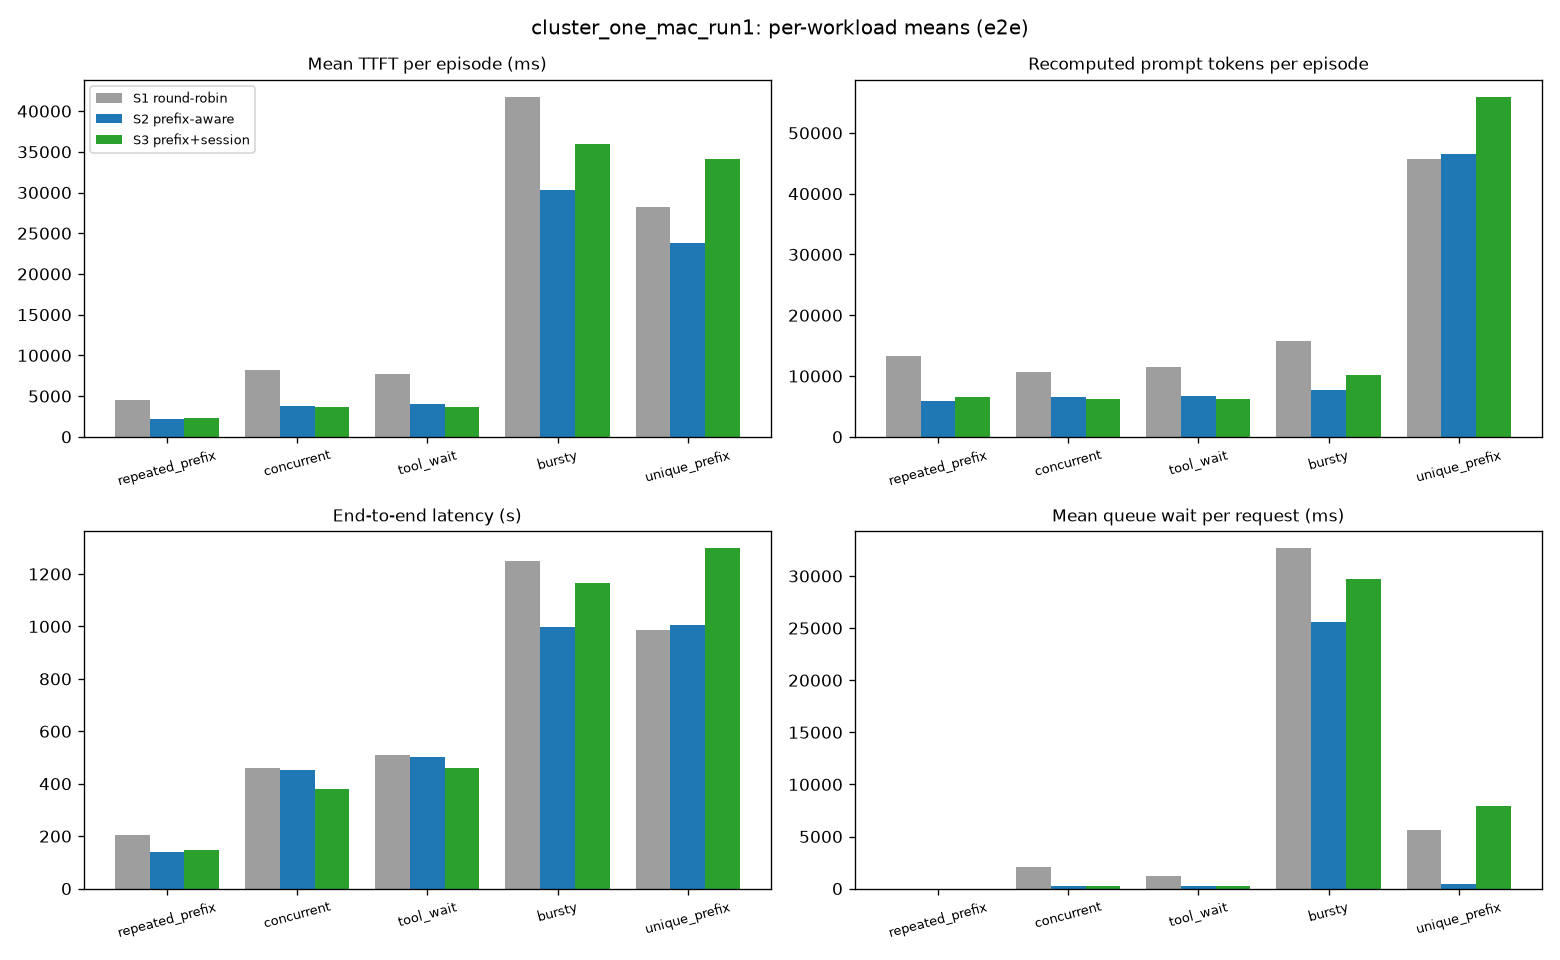 cluster_one_mac_run1: per-workload means (e2e)
Mean TTFT per episode (ms)
S1 round-robin
S2 prefix-aware
S3 prefix+session
40000
35000
30000
25000
20000
15000
10000
5000
0
repeated_prefix
concurrent
tool_wait
bursty
unique_prefix
Recomputed prompt tokens per episode
50000
40000
30000
20000
10000
0
repeated_prefix
concurrent
tool_wait
bursty
unique_prefix
End-to-end latency (s)
1200
1000
800
600
400
200
0
repeated_prefix
concurrent
tool_wait
bursty
unique_prefix
Mean queue wait per request (ms)
30000
25000
20000
15000
10000
5000
0
repeated_prefix
concurrent
tool_wait
bursty
unique_prefix